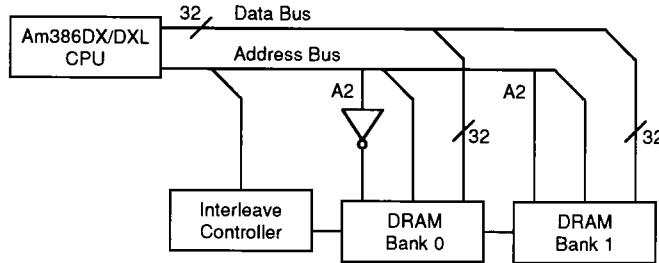 32
Data Bus
Am386DX/DXL
CPU
Address Bus
A2
A2
32
32
Interleave
Controller
DRAM
Bank 0
DRAM
Bank 1